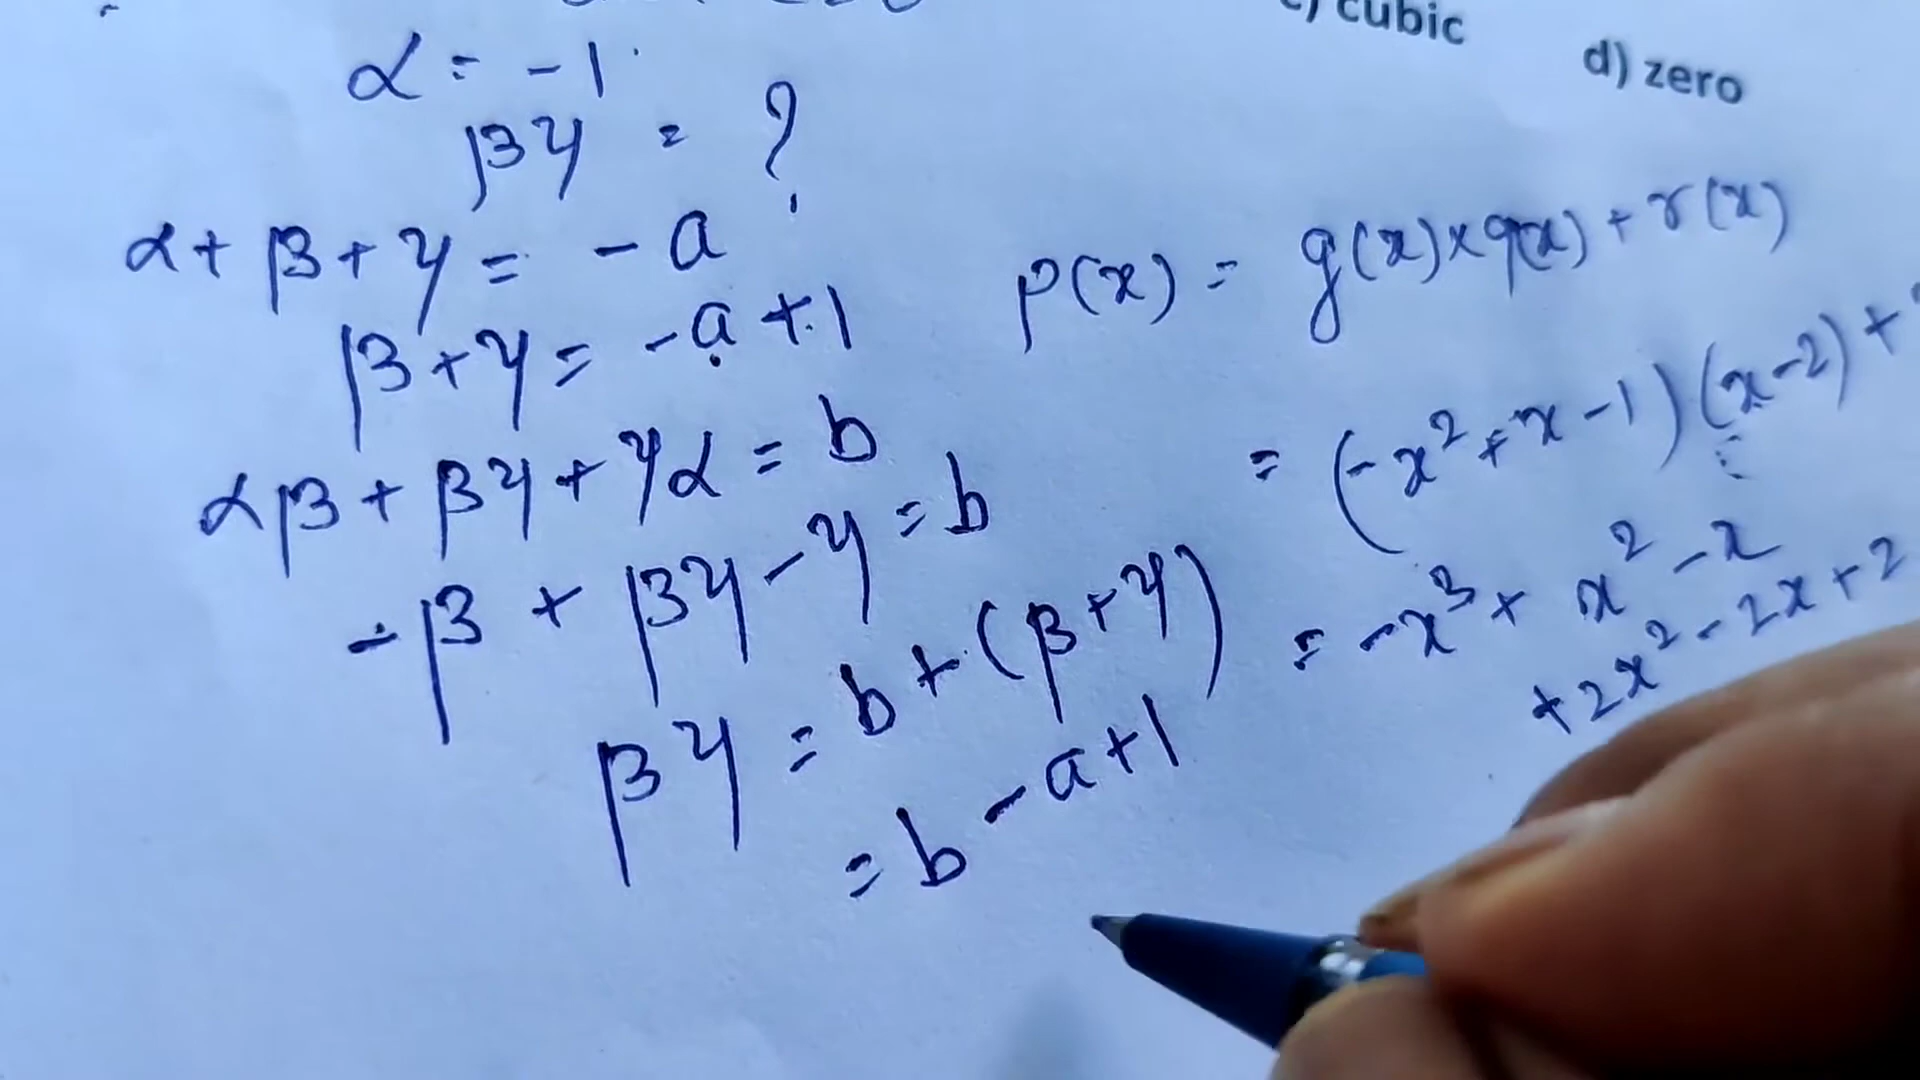 c) cubic
d) zero
α = -1
βγ = ?
α + β + γ = -a
β + γ = -a + 1
αβ + βγ + γα = b
-β + βγ - γ = b
βγ = b + (β + γ)
= b - a + 1
p(x) = g(x) × q(x) + r(x)
= (-x² + x - 1)(x - 2) +
= -x³ + x² - x
+ 2x² - 2x + 2